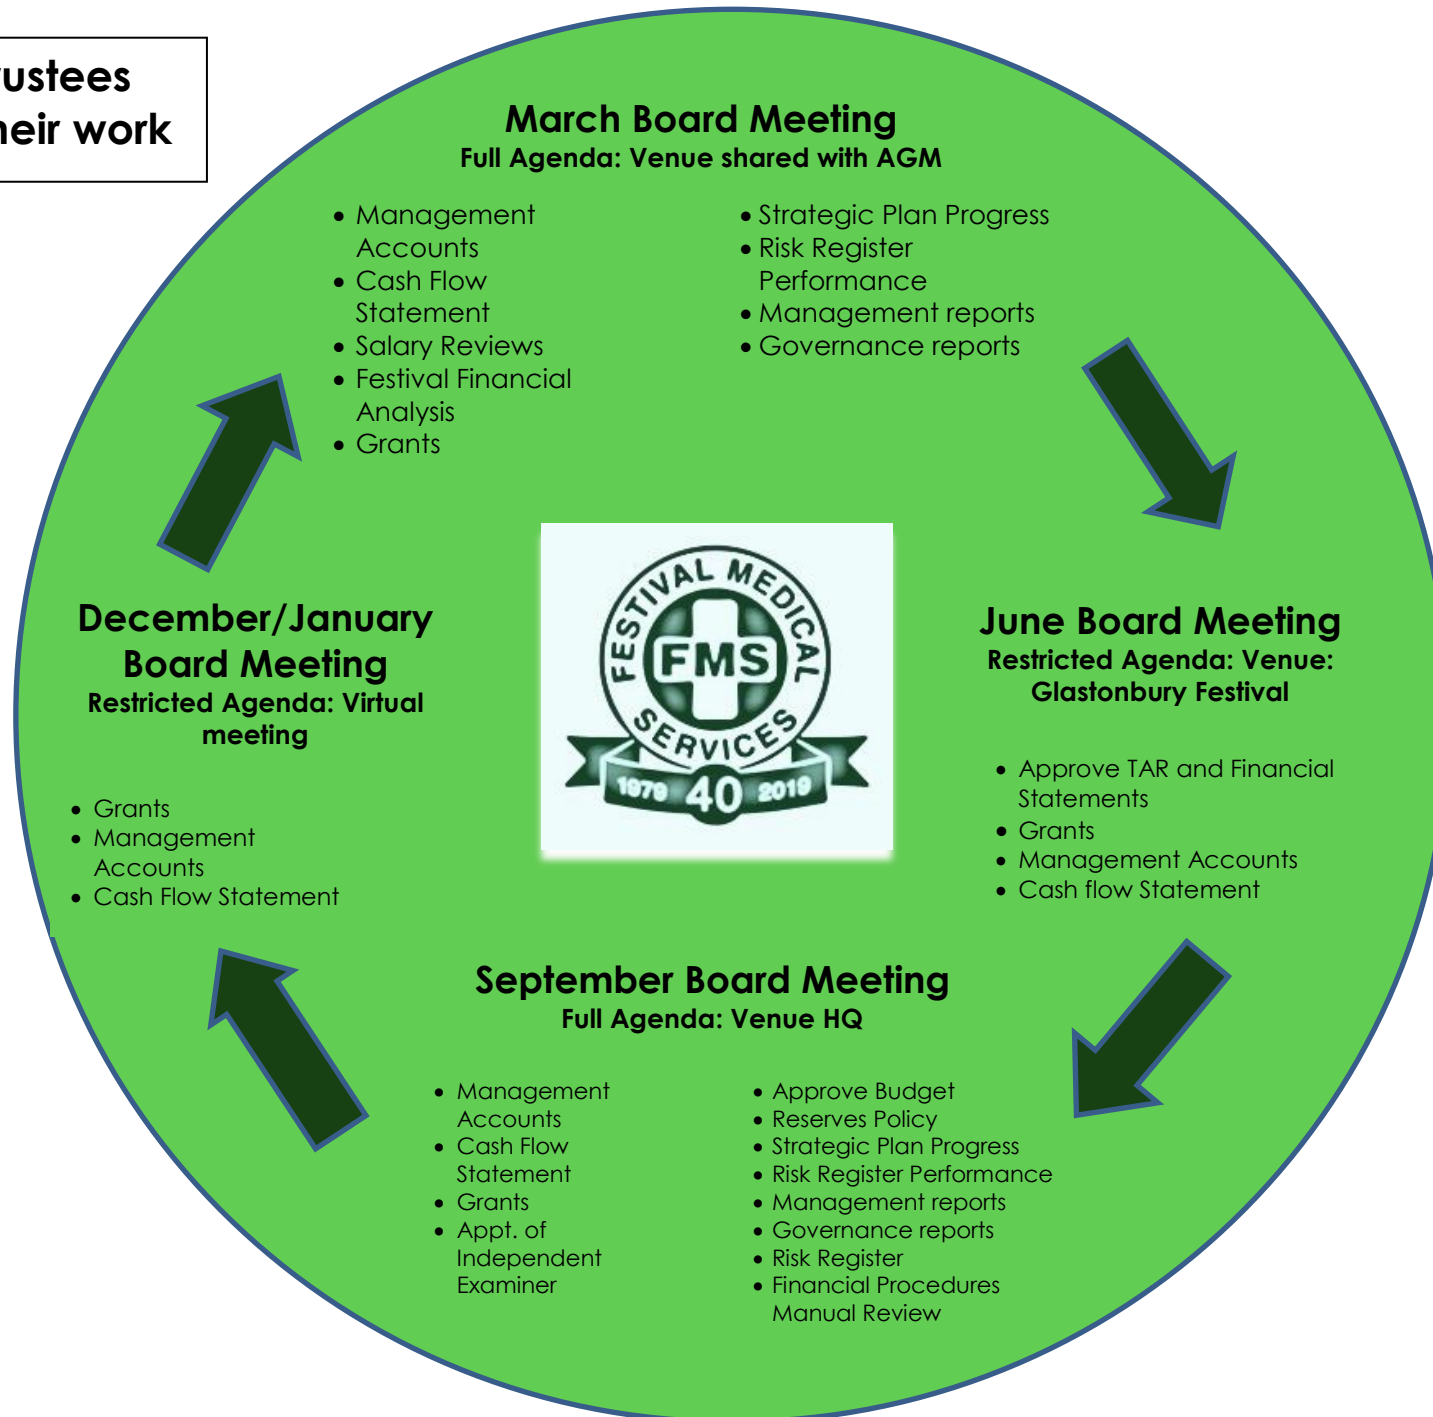 ustees
heir work
March Board Meeting
Full Agenda: Venue shared with AGM
• Management
Accounts
• Cash Flow
Statement
• Salary Reviews
• Festival Financial
Analysis
• Grants
• Strategic Plan Progress
• Risk Register
Performance
• Management reports
• Governance reports
June Board Meeting
Restricted Agenda: Venue:
Glastonbury Festival
• Approve TAR and Financial
Statements
• Grants
• Management Accounts
• Cash flow Statement
September Board Meeting
Full Agenda: Venue HQ
• Management
Accounts
• Cash Flow
Statement
• Grants
• Appt. of
Independent
Examiner
• Approve Budget
• Reserves Policy
• Strategic Plan Progress
• Risk Register Performance
• Management reports
• Governance reports
• Risk Register
• Financial Procedures
Manual Review
December/January
Board Meeting
Restricted Agenda: Virtual
meeting
• Grants
• Management
Accounts
• Cash Flow Statement
FESTIVAL MEDICAL
FMS
SERVICES
1979 40 2019